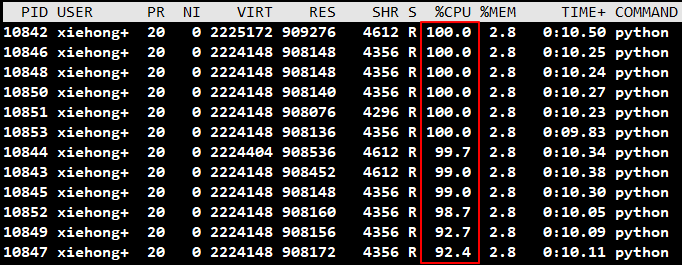 PID USER PR NI VIRT RES SHR S %CPU %MEM TIME+ COMMAND
10842 xiehong+ 20 0 2225172 909276 4612 R 100.0 2.8 0:10.50 python
10846 xiehong+ 20 0 2224148 908148 4356 R 100.0 2.8 0:10.25 python
10848 xiehong+ 20 0 2224148 908148 4356 R 100.0 2.8 0:10.24 python
10850 xiehong+ 20 0 2224148 908140 4356 R 100.0 2.8 0:10.27 python
10851 xiehong+ 20 0 2224148 908076 4296 R 100.0 2.8 0:10.23 python
10853 xiehong+ 20 0 2224148 908136 4356 R 100.0 2.8 0:09.83 python
10844 xiehong+ 20 0 2224404 908536 4612 R 99.7 2.8 0:10.34 python
10843 xiehong+ 20 0 2224148 908452 4612 R 99.0 2.8 0:10.38 python
10845 xiehong+ 20 0 2224148 908148 4356 R 99.0 2.8 0:10.30 python
10852 xiehong+ 20 0 2224148 908160 4356 R 98.7 2.8 0:10.05 python
10849 xiehong+ 20 0 2224148 908156 4356 R 92.7 2.8 0:10.09 python
10847 xiehong+ 20 0 2224148 908172 4356 R 92.4 2.8 0:10.11 python